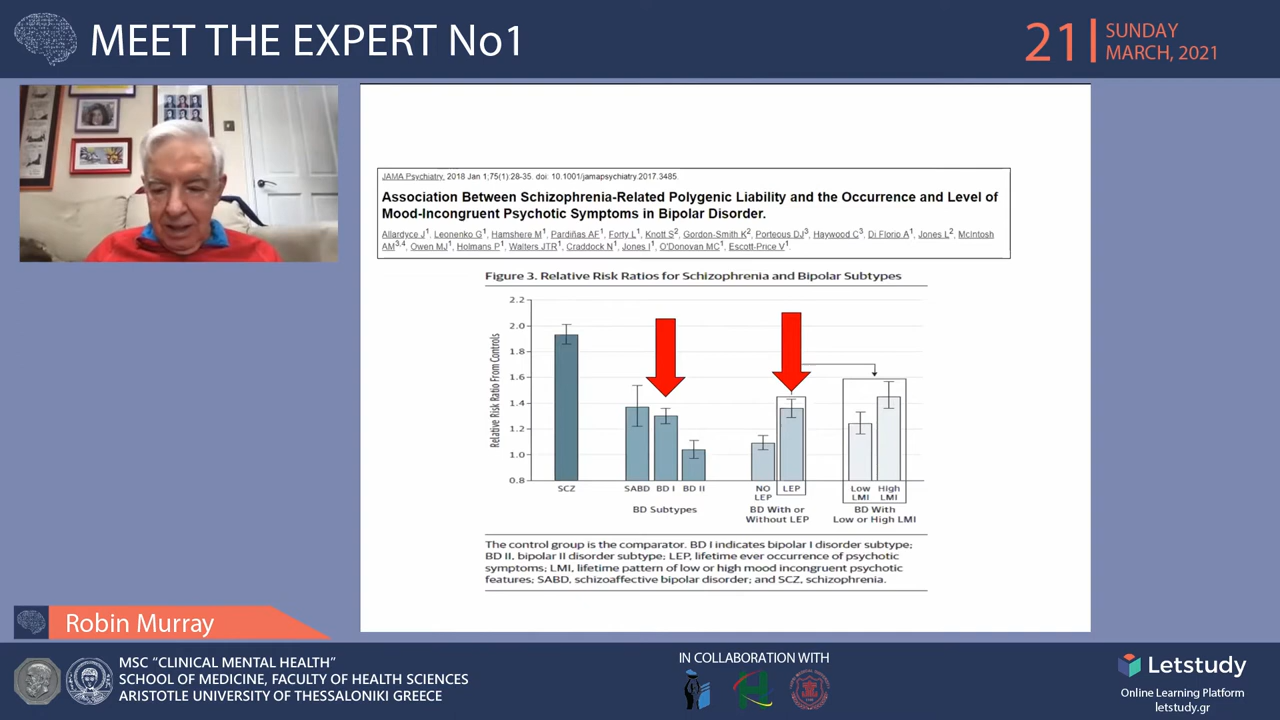 MEET THE EXPERT No1
21
SUNDAY
MARCH, 2021
JAMA Psychiatry, 2018 Jan 1;75(1):28-35. doi: 10.1001/jamapsychiatry.2017.3485.
Association Between Schizophrenia-Related Polygenic Liability and the Occurrence and Level of
Mood-Incongruent Psychotic Symptoms in Bipolar Disorder.
Allardyce J1, Leonenko G1, Hamshere M1, Pardiñas AF1, Forty L1, Knott S2, Gordon-Smith K2, Porteous DJ3, Haywood C3, Di Florio A1, Jones L2, McIntosh
AM3,4, Owen MJ1, Holmans P1, Walters JTR1, Craddock N1, Jones I1, O'Donovan MC1, Escott-Price V1.
Figure 3. Relative Risk Ratios for Schizophrenia and Bipolar Subtypes
Relative Risk Ratio From Controls
2.2
2.0
1.8
1.6
1.4
1.2
1.0
0.8
SCZ
SABD BD I BD II
BD Subtypes
NO LEP
LEP
BD With or
Without LEP
Low High
LMI LMI
BD With
Low or High LMI
The control group is the comparator. BD I indicates bipolar I disorder subtype;
BD II, bipolar II disorder subtype; LEP, lifetime ever occurrence of psychotic
symptoms; LMI, lifetime pattern of low or high mood incongruent psychotic
features; SABD, schizoaffective bipolar disorder; and SCZ, schizophrenia.
Robin Murray
MSC “CLINICAL MENTAL HEALTH”
SCHOOL OF MEDICINE, FACULTY OF HEALTH SCIENCES
ARISTOTLE UNIVERSITY OF THESSALONIKI GREECE
IN COLLABORATION WITH
Letstudy
Online Learning Platform
letstudy.gr